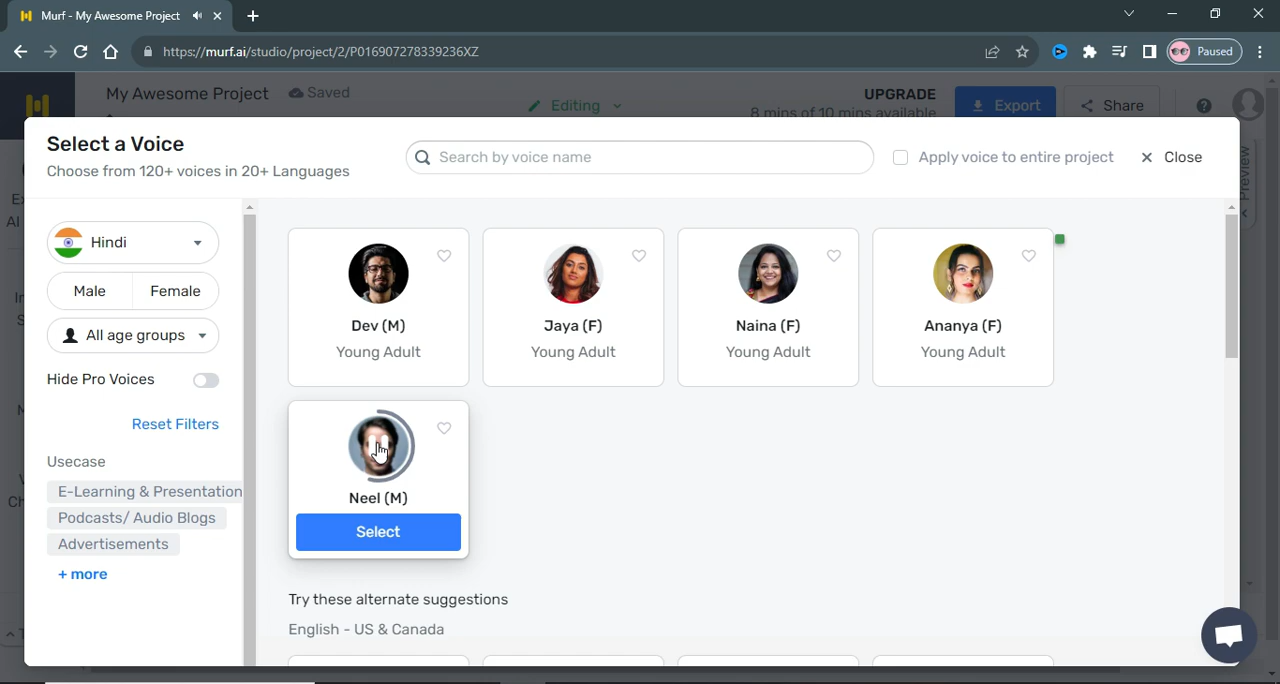 Murf - My Awesome Project
https://murf.ai/studio/project/2/P016907278339236XZ
Paused
My Awesome Project
Saved
Editing
UPGRADE
8 mins of 10 mins available
Export
Share
Select a Voice
Choose from 120+ voices in 20+ Languages
Search by voice name
Apply voice to entire project
Close
Preview
Hindi
Male
Female
All age groups
Hide Pro Voices
Reset Filters
Usecase
E-Learning & Presentation
Podcasts/ Audio Blogs
Advertisements
+ more
Dev (M)
Young Adult
Jaya (F)
Young Adult
Naina (F)
Young Adult
Ananya (F)
Young Adult
Neel (M)
Select
Try these alternate suggestions
English - US & Canada